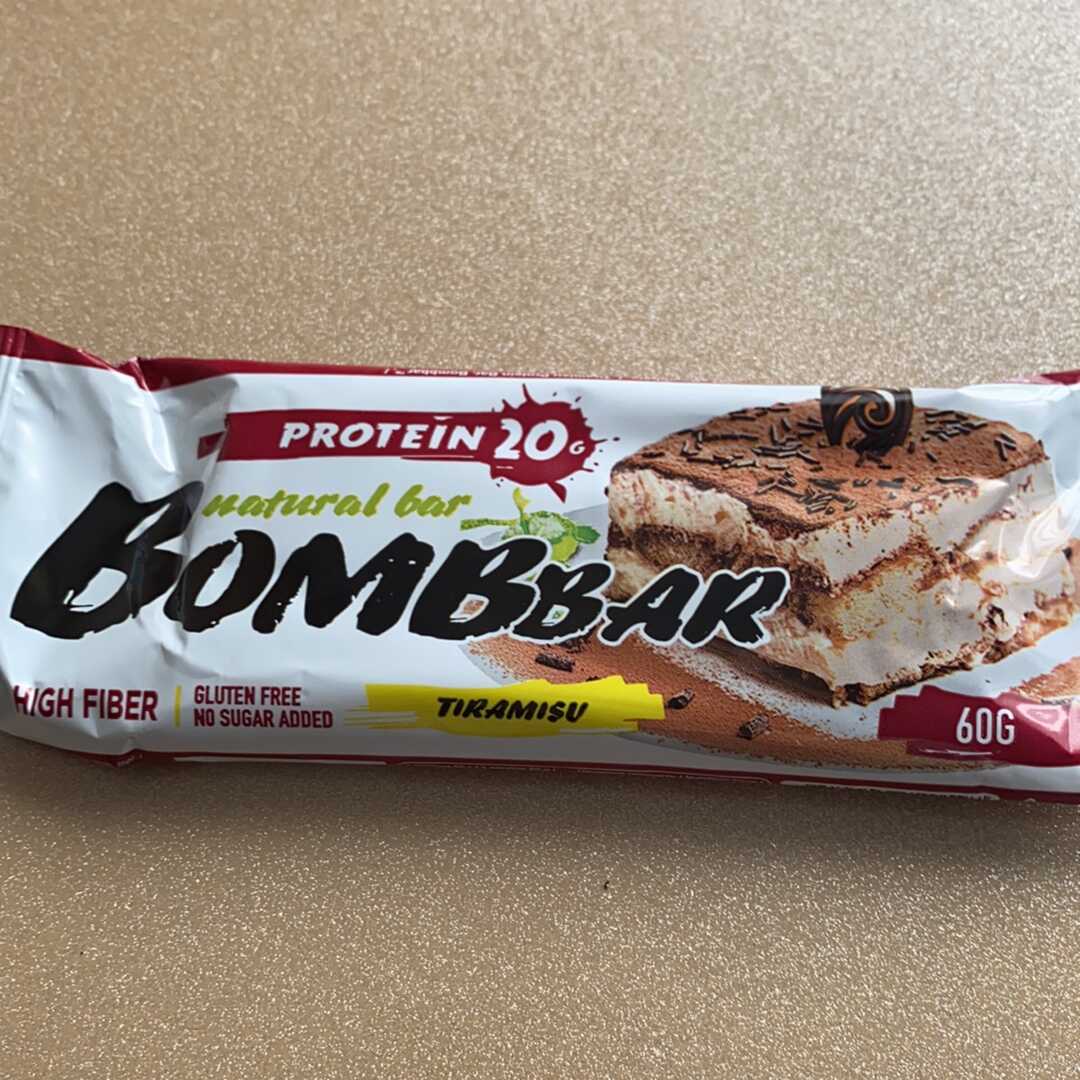 PROTEIN 20G
natural bar
BOMBBAR
HIGH FIBER
GLUTEN FREE
NO SUGAR ADDED
TIRAMISU
60G